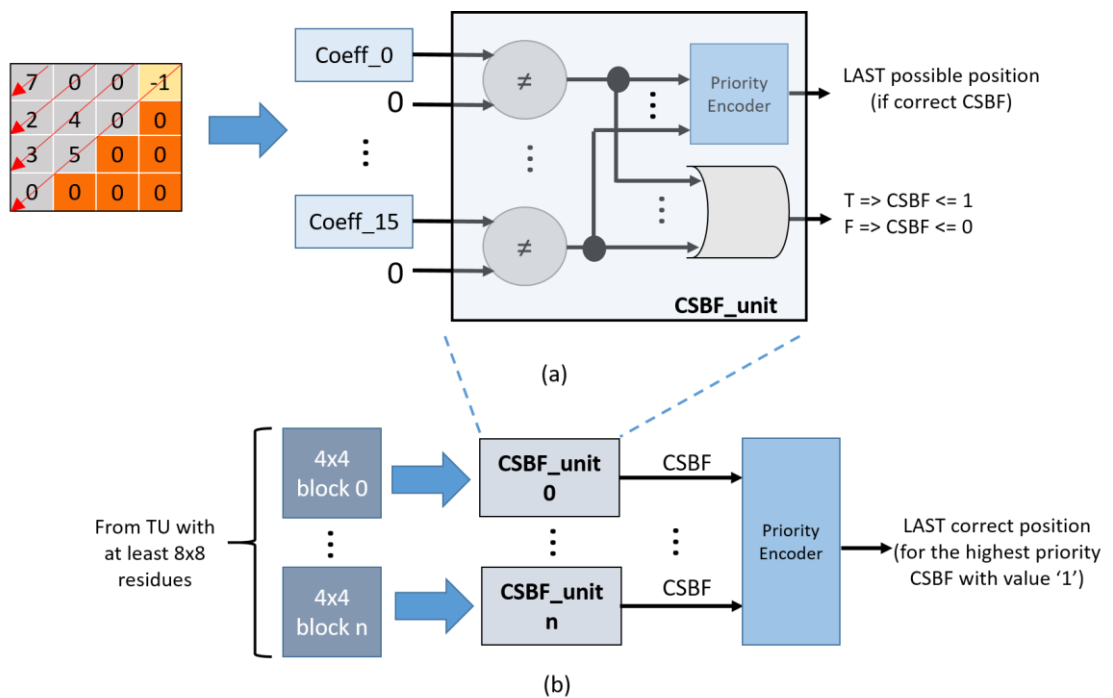 7 0 0 -1
2 4 0 0
3 5 0 0
0 0 0 0
Coeff_0
0
Coeff_15
0
≠
≠
Priority
Encoder
CSBF_unit
LAST possible position
(if correct CSBF)
T => CSBF <= 1
F => CSBF <= 0
(a)
From TU with
at least 8x8
residues
4x4
block 0
4x4
block n
CSBF_unit
0
CSBF_unit
n
CSBF
CSBF
Priority
Encoder
LAST correct position
(for the highest priority
CSBF with value ‘1’)
(b)